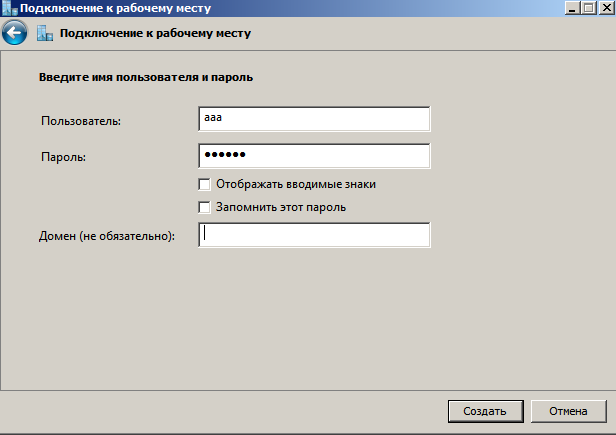 Подключение к рабочему месту
Подключение к рабочему месту
Введите имя пользователя и пароль
Пользователь:
aaa
Пароль:
●●●●●●
Отображать вводимые знаки
Запомнить этот пароль
Домен (не обязательно):
Создать
Отмена